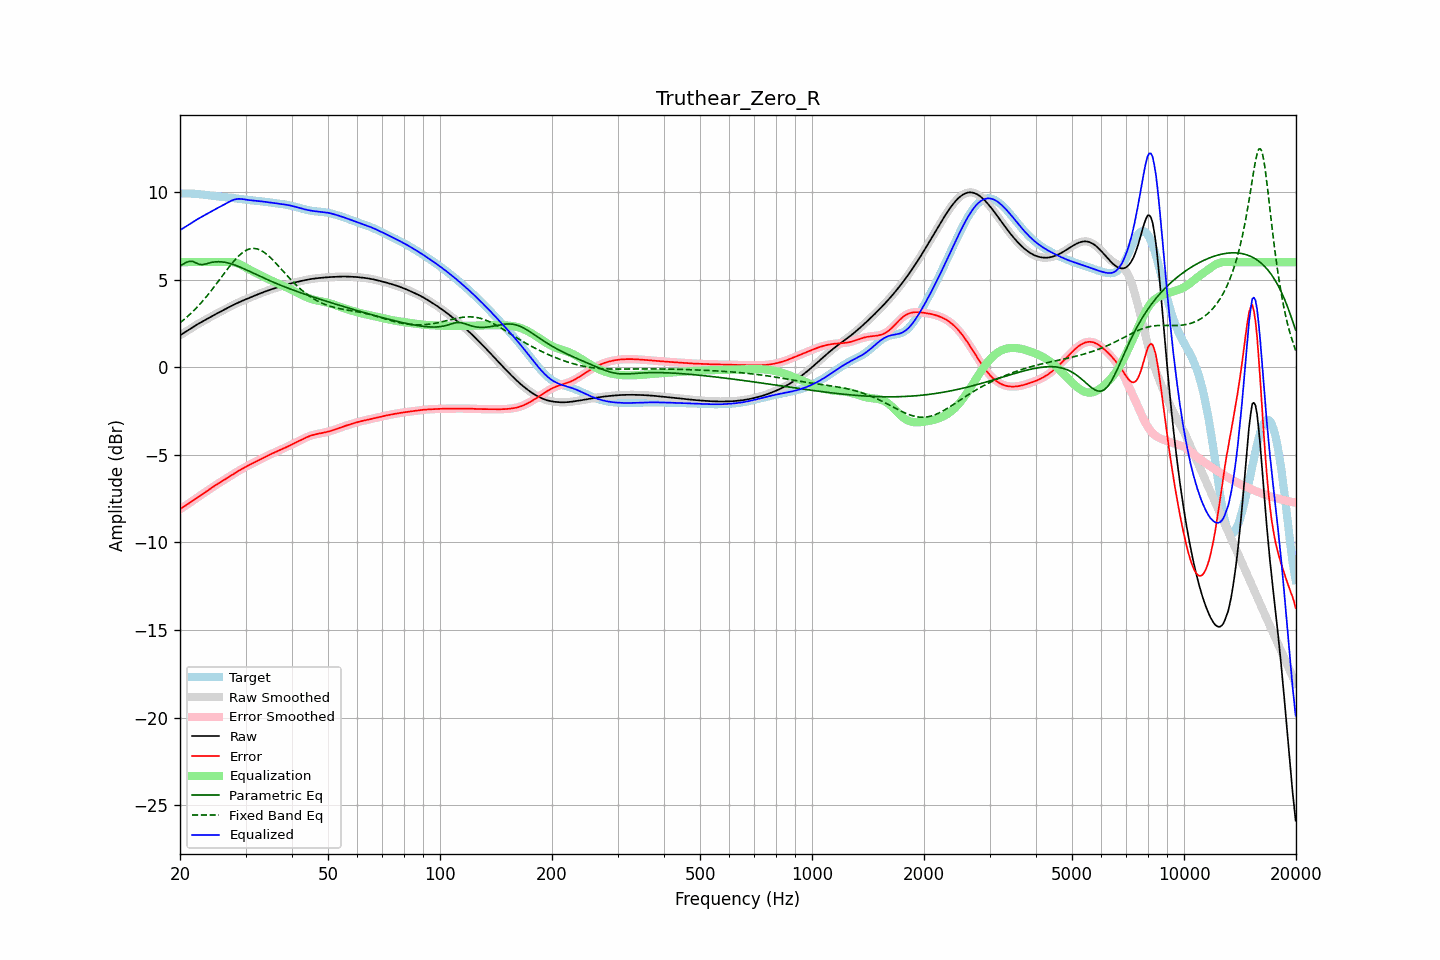 Truthear_Zero_R
Amplitude (dBr)
10
5
0
−5
−10
−15
−20
−25
Target
Raw Smoothed
Error Smoothed
Raw
Error
Equalization
Parametric Eq
Fixed Band Eq
Equalized
20 50 100 200 500 1000 2000 5000 10000 20000
Frequency (Hz)